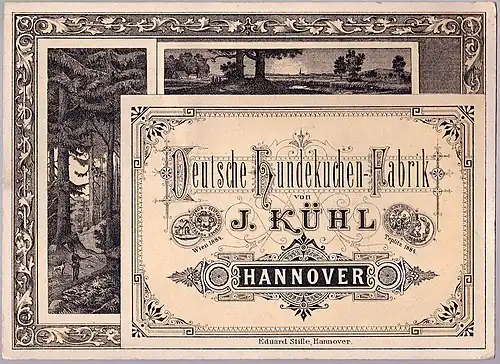 Deutsche Hundekuchen-Fabrik
von
J. KÜHL
Wien 1884.
Teplitz 1884.
HANNOVER
Eduard Stille, Hannover.